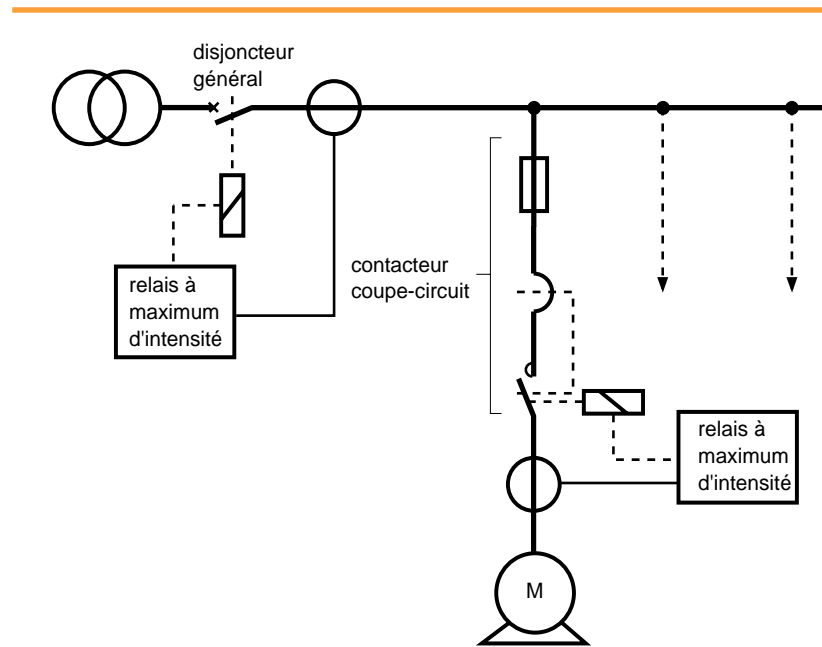 disjoncteur
général
contacteur
coupe-circuit
relais à
maximum
d'intensité
relais à
maximum
d'intensité
M